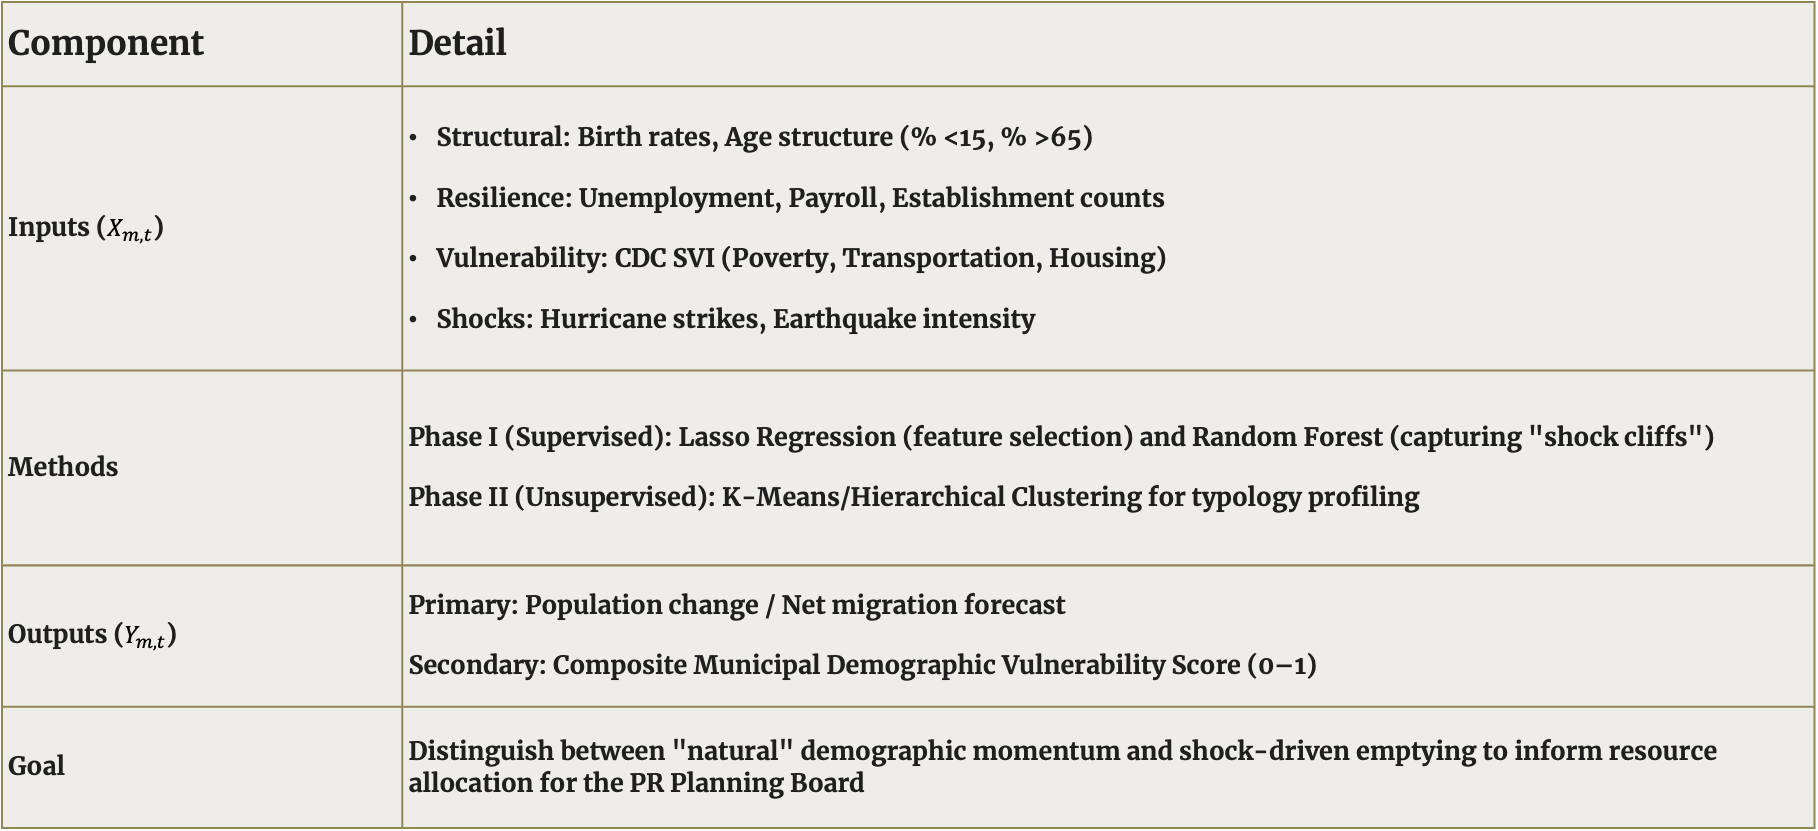 Component
Detail
Inputs (X_{m,t})
• Structural: Birth rates, Age structure (% <15, % >65)
• Resilience: Unemployment, Payroll, Establishment counts
• Vulnerability: CDC SVI (Poverty, Transportation, Housing)
• Shocks: Hurricane strikes, Earthquake intensity
Methods
Phase I (Supervised): Lasso Regression (feature selection) and Random Forest (capturing "shock cliffs")
Phase II (Unsupervised): K-Means/Hierarchical Clustering for typology profiling
Outputs (Y_{m,t})
Primary: Population change / Net migration forecast
Secondary: Composite Municipal Demographic Vulnerability Score (0–1)
Goal
Distinguish between "natural" demographic momentum and shock-driven emptying to inform resource
allocation for the PR Planning Board